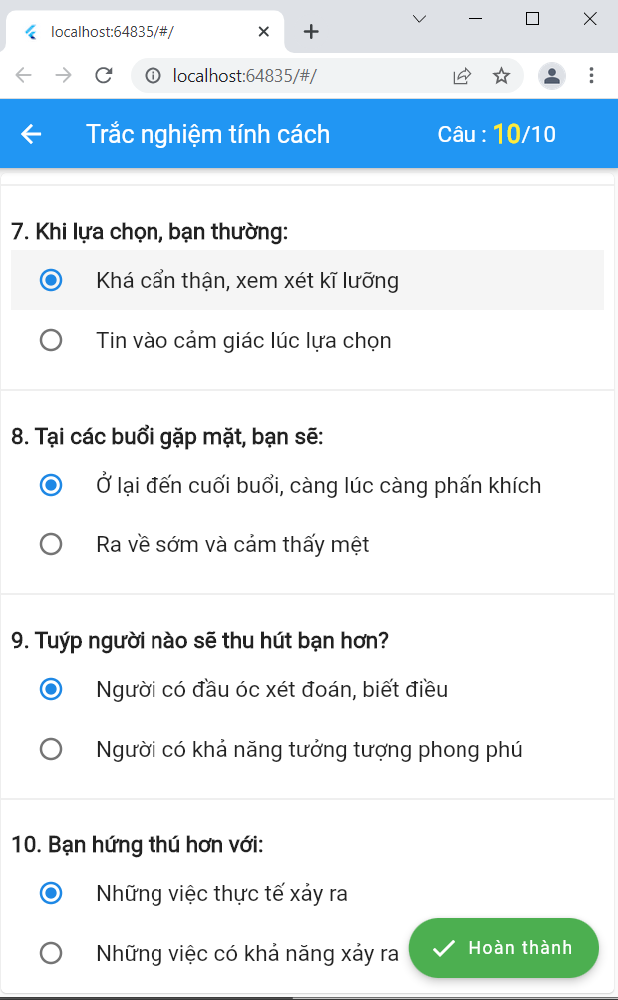 localhost:64835/#/
localhost:64835/#/
Trắc nghiệm tính cách
Câu : 10/10
7. Khi lựa chọn, bạn thường:
Khá cẩn thận, xem xét kĩ lưỡng
Tin vào cảm giác lúc lựa chọn
8. Tại các buổi gặp mặt, bạn sẽ:
Ở lại đến cuối buổi, càng lúc càng phấn khích
Ra về sớm và cảm thấy mệt
9. Tuýp người nào sẽ thu hút bạn hơn?
Người có đầu óc xét đoán, biết điều
Người có khả năng tưởng tượng phong phú
10. Bạn hứng thú hơn với:
Những việc thực tế xảy ra
Những việc có khả năng xảy ra
Hoàn thành